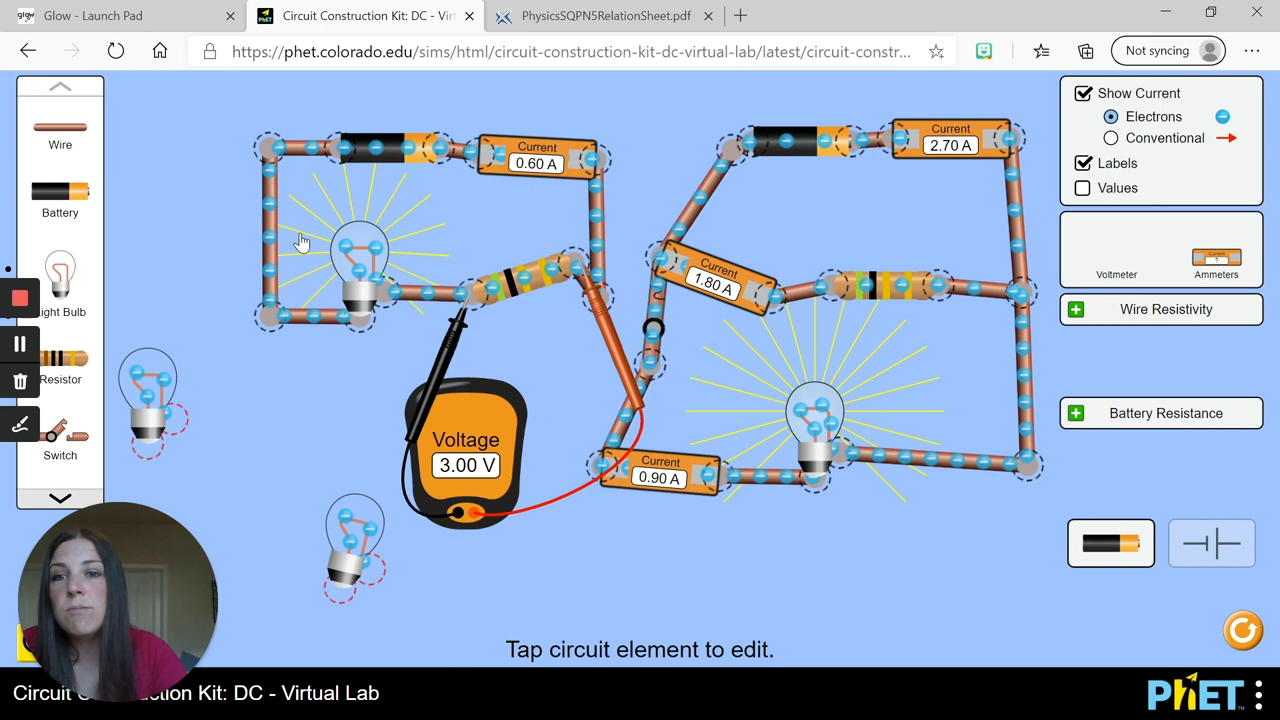 Glow - Launch Pad
Circuit Construction Kit: DC - Virt
PhysicsSQPN5RelationSheet.pdf
https://phet.colorado.edu/sims/html/circuit-construction-kit-dc-virtual-lab/latest/circuit-constr...
Not syncing
Wire
Battery
ight Bulb
Resistor
Switch
Current
0.60 A
Current
2.70 A
Current
1.80 A
Current
0.90 A
Voltage
3.00 V
Show Current
Electrons
Conventional
Labels
Values
Voltmeter
Current
?
Ammeters
Wire Resistivity
Battery Resistance
Tap circuit element to edit.
Circuit Construction Kit: DC - Virtual Lab
PhET